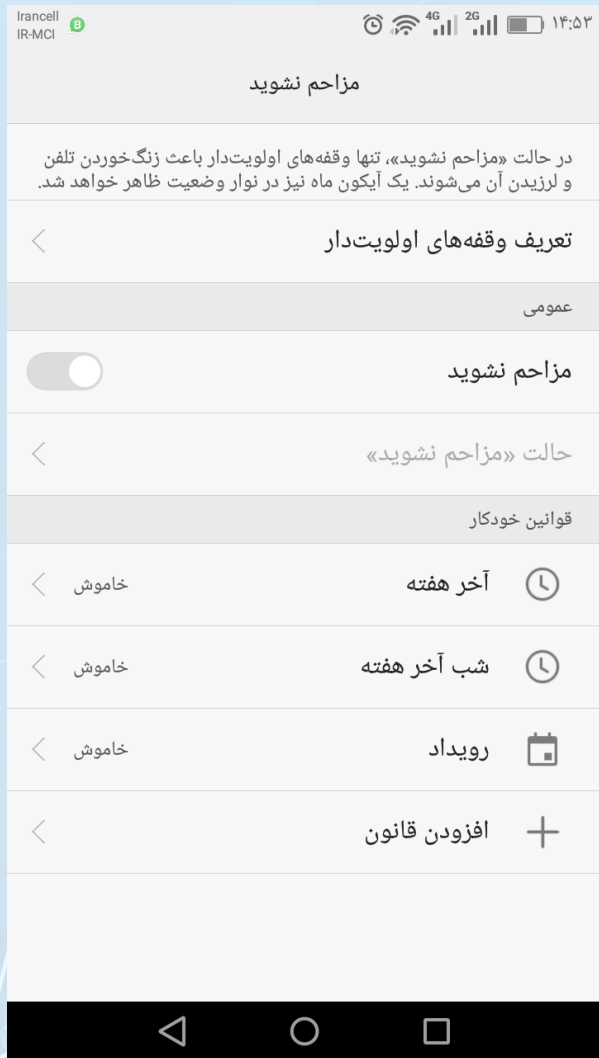 Irancell
IR-MCI
B
4G
2G
۱۴:۵۳
مزاحم نشوید
در حالت «مزاحم نشوید»، تنها وقفه‌های اولویت‌دار باعث زنگ‌خوردن تلفن
و لرزیدن آن می‌شوند. یک آیکون ماه نیز در نوار وضعیت ظاهر خواهد شد.
تعریف وقفه‌های اولویت‌دار
عمومی
مزاحم نشوید
حالت «مزاحم نشوید»
قوانین خودکار
آخر هفته
خاموش
شب آخر هفته
خاموش
رویداد
خاموش
افزودن قانون